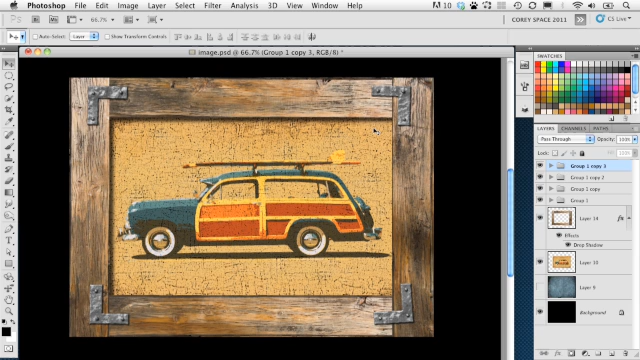 Photoshop File Edit Image Layer Select Filter Analysis 3D View Window Help
10
66.7%
COREY SPACE 2011
CS Live
Auto-Select: Layer Show Transform Controls
image.psd @ 66.7% (Group 1 copy 3, RGB/8) *
SWATCHES
LAYERS CHANNELS PATHS
Pass Through Opacity: 100%
Lock:
Group 1 copy 3
Group 1 copy 2
Group 1 copy
Group 1
Layer 14 fx
Effects
Drop Shadow
Layer 10
Layer 9
Background